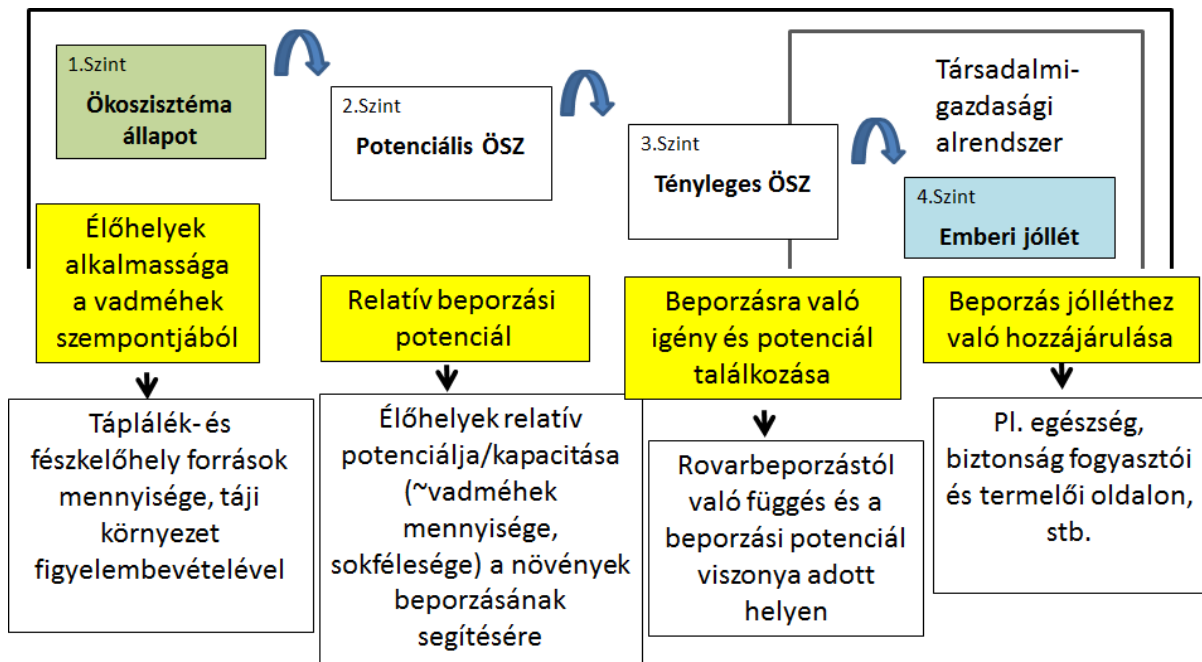 1.Szint
Ökoszisztéma
állapot
2.Szint
Potenciális ÖSZ
3.Szint
Tényleges ÖSZ
Társadalmi-
gazdasági
alrendszer
4.Szint
Emberi jóllét
Élőhelyek
alkalmassága
a vadméhek
szempontjából
Relatív beporzási
potenciál
Beporzásra való
igény és potenciál
találkozása
Beporzás jólléthez
való hozzájárulása
Táplálék- és
fészkelőhely források
mennyisége, táji
környezet
figyelembevételével
Élőhelyek relatív
potenciálja/kapacitása
(~vadméhek
mennyisége,
sokfélesége) a növények
beporzásának
segítésére
Rovarbeporzástól
való függés és a
beporzási potenciál
viszonya adott
helyen
Pl. egészség,
biztonság fogyasztói
és termelői oldalon,
stb.